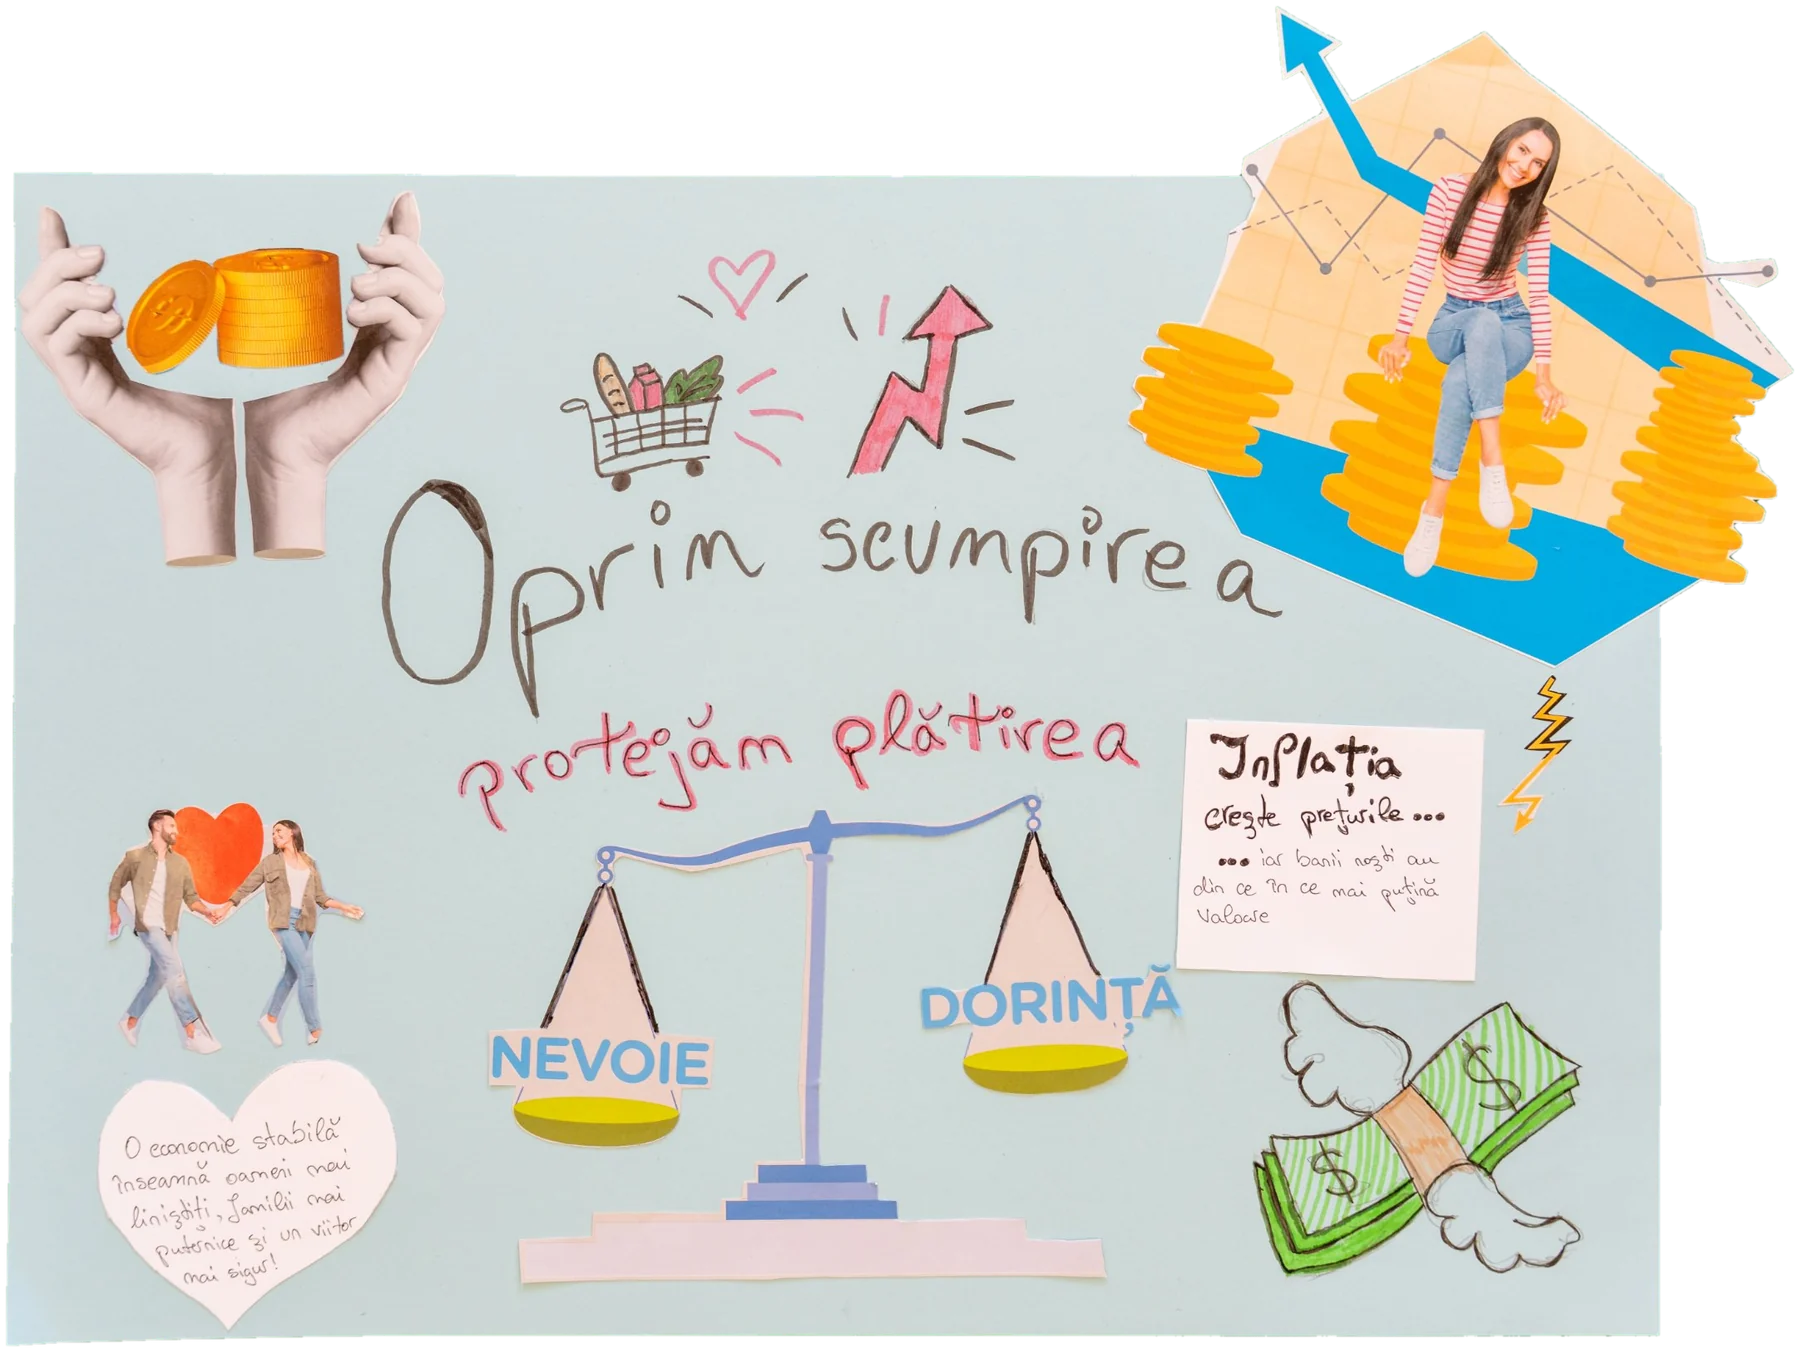 Oprim scumpirea
protejăm plătirea
Inflația
crește prețurile...
... iar banii noști au
din ce în ce mai puțină
valoare
NEVOIE
DORINȚĂ
O economie stabilă
înseamnă oameni mai
liniștiți, familii mai
puternice și un viitor
mai sigur!
$
$